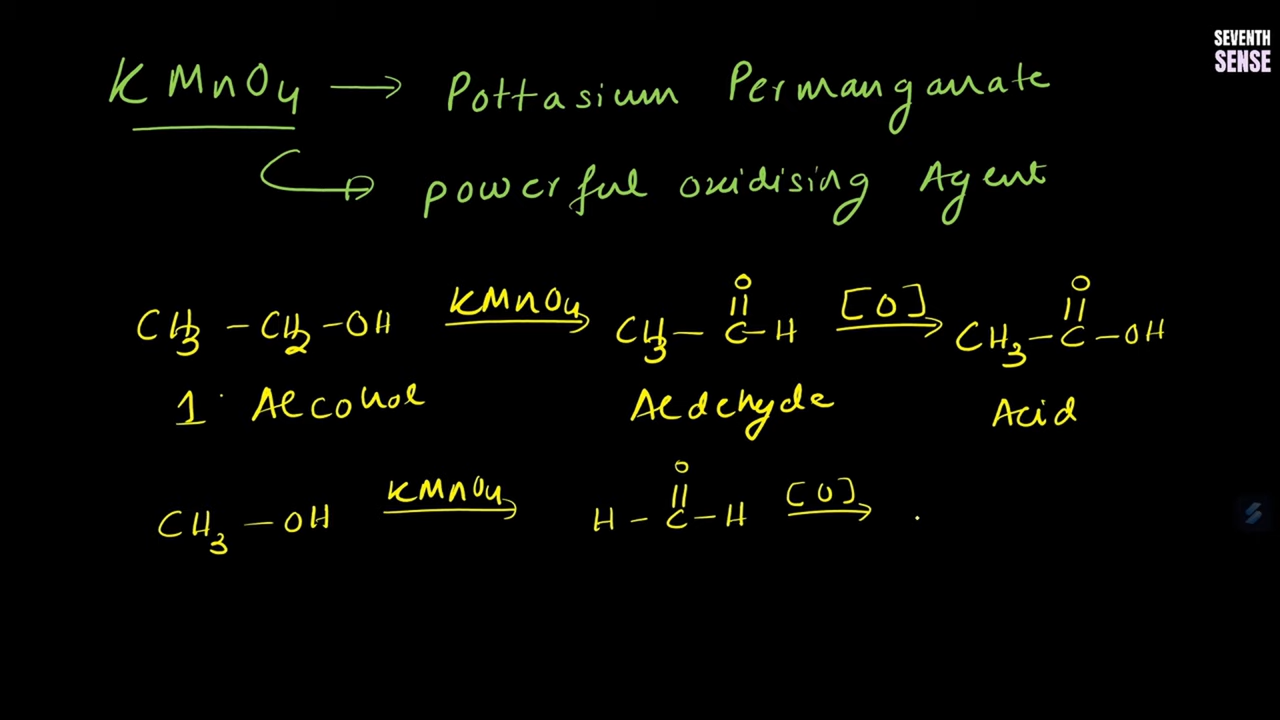 SEVENTH
SENSE
KMnO4 → Pottasium Permanganate
powerful oxidising Agent
KMnO4
[O]
O
O
CH3 - CH2 - OH → CH3 - C - H → CH3 - C - OH
1° Alcohol Aldehyde Acid
KMnO4
O
[O]
CH3 - OH → H - C - H →